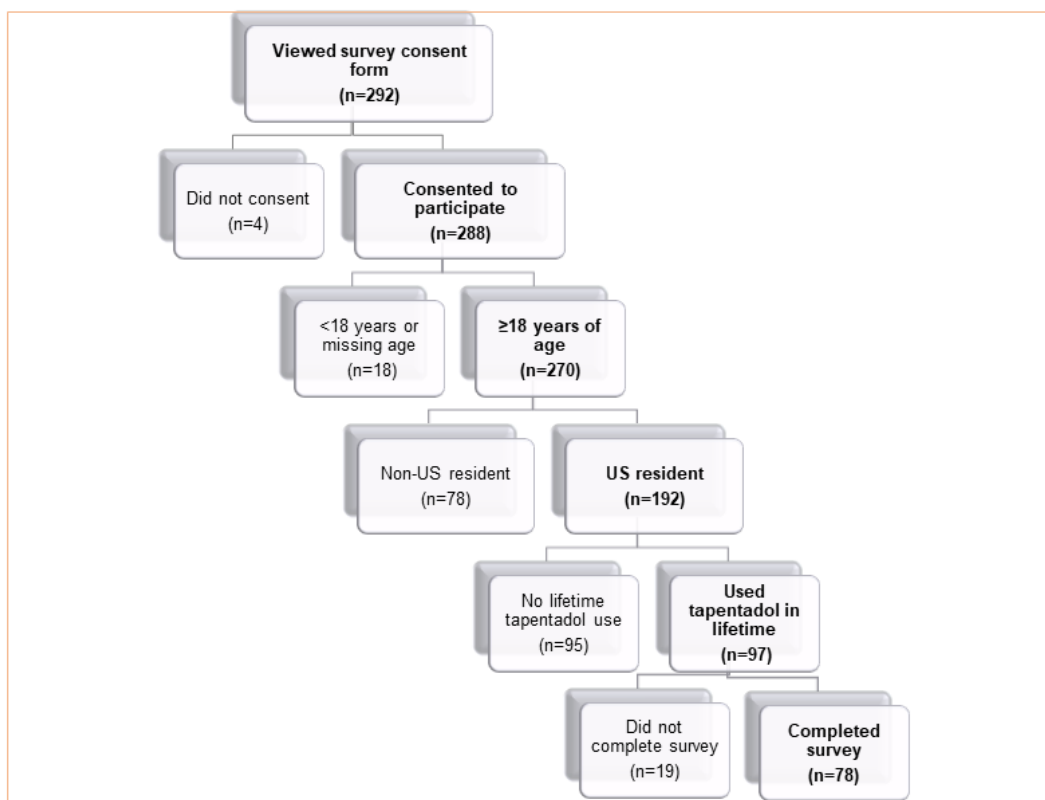 Viewed survey consent
form
(n=292)
Did not consent
(n=4)
Consented to
participate
(n=288)
<18 years or
missing age
(n=18)
≥18 years of
age
(n=270)
Non-US resident
(n=78)
US resident
(n=192)
No lifetime
tapentadol use
(n=95)
Used
tapentadol in
lifetime
(n=97)
Did not
complete survey
(n=19)
Completed
survey
(n=78)